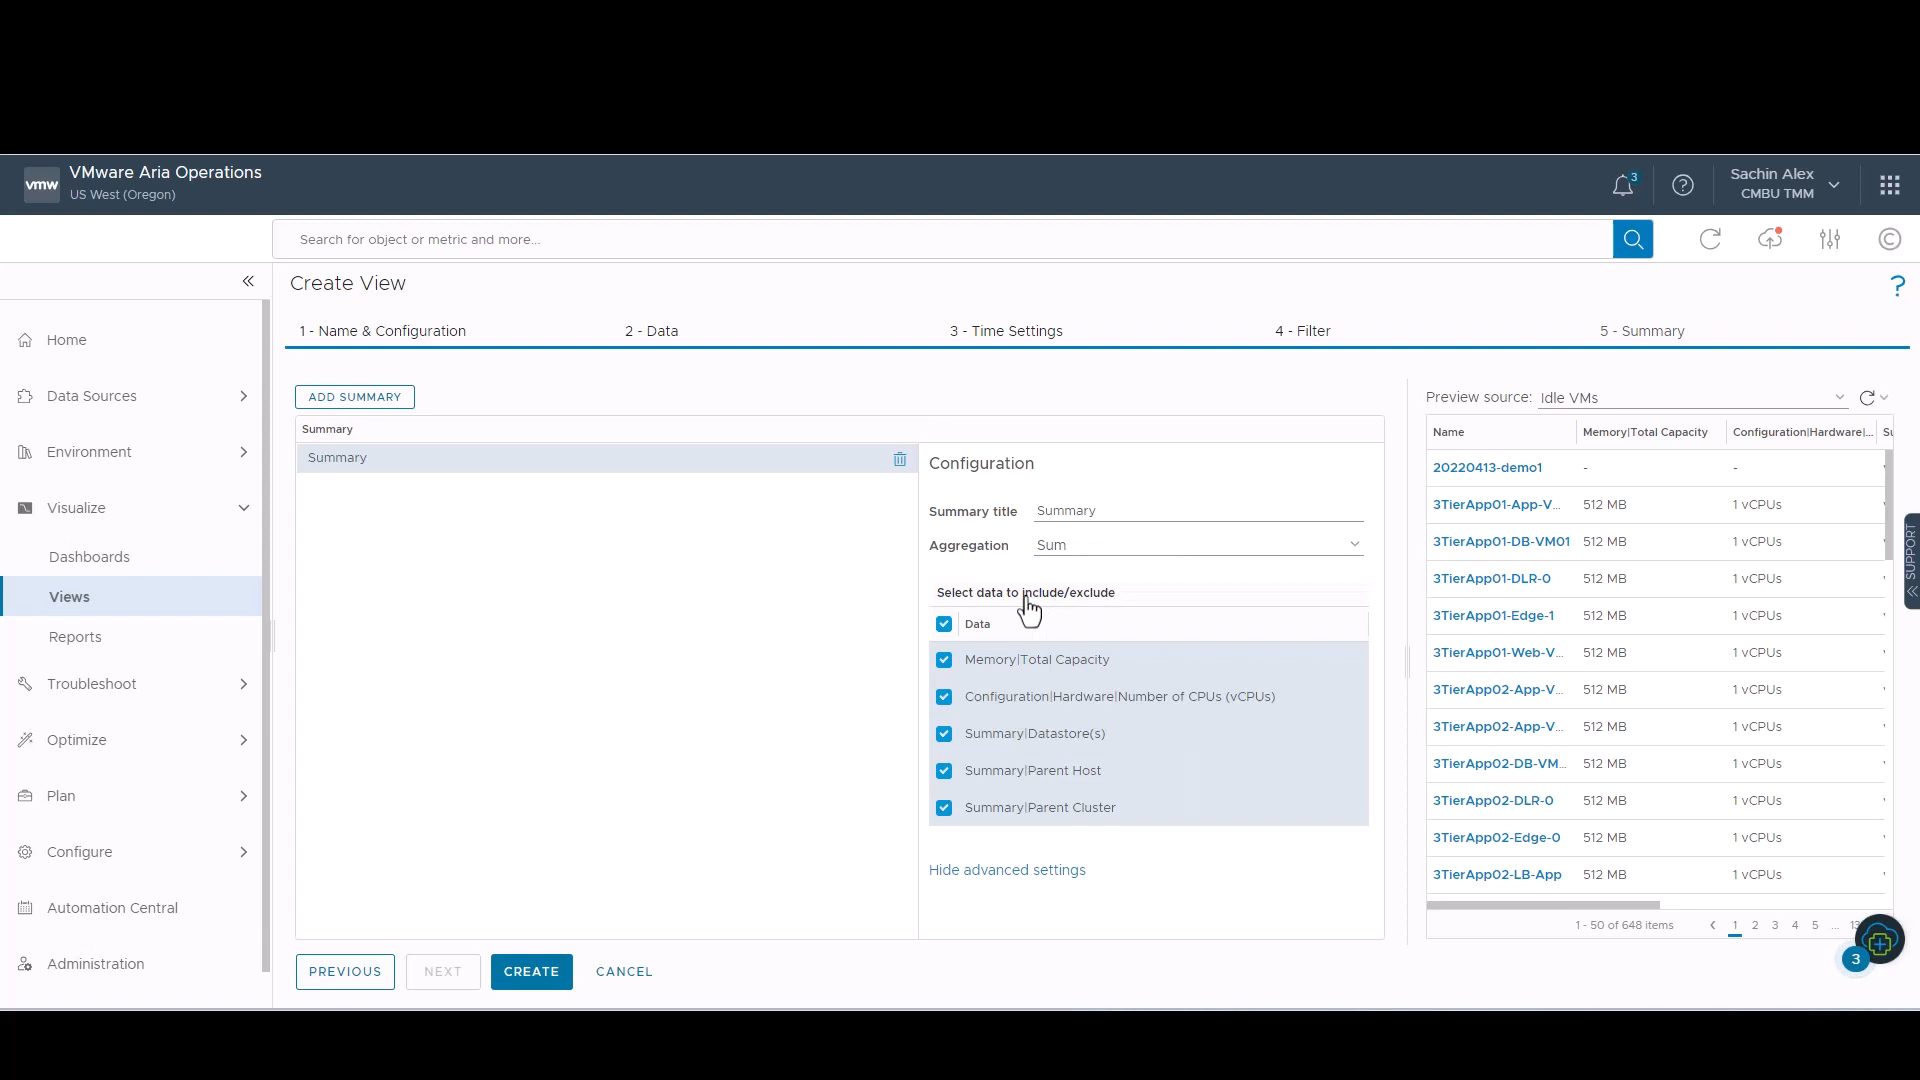 vmw
VMware Aria Operations
US West (Oregon)
3
Sachin Alex
CMBU TMM
Search for object or metric and more...
Create View
?
1 - Name & Configuration
2 - Data
3 - Time Settings
4 - Filter
5 - Summary
Home
Data Sources
Environment
Visualize
Dashboards
Views
Reports
Troubleshoot
Optimize
Plan
Configure
Automation Central
Administration
ADD SUMMARY
Summary
Summary
Configuration
Summary title Summary
Aggregation Sum
Select data to include/exclude
Data
Memory|Total Capacity
Configuration|Hardware|Number of CPUs (vCPUs)
Summary|Datastore(s)
Summary|Parent Host
Summary|Parent Cluster
Hide advanced settings
PREVIOUS
NEXT
CREATE
CANCEL
Preview source: Idle VMs
Name Memory|Total Capacity Configuration|Hardware|...
20220413-demo1 - -
3TierApp01-App-V... 512 MB 1 vCPUs
3TierApp01-DB-VM01 512 MB 1 vCPUs
3TierApp01-DLR-0 512 MB 1 vCPUs
3TierApp01-Edge-1 512 MB 1 vCPUs
3TierApp01-Web-V... 512 MB 1 vCPUs
3TierApp02-App-V... 512 MB 1 vCPUs
3TierApp02-App-V... 512 MB 1 vCPUs
3TierApp02-DB-VM... 512 MB 1 vCPUs
3TierApp02-DLR-0 512 MB 1 vCPUs
3TierApp02-Edge-0 512 MB 1 vCPUs
3TierApp02-LB-App 512 MB 1 vCPUs
1 - 50 of 648 items 1 2 3 4 5 ...
3
SUPPORT